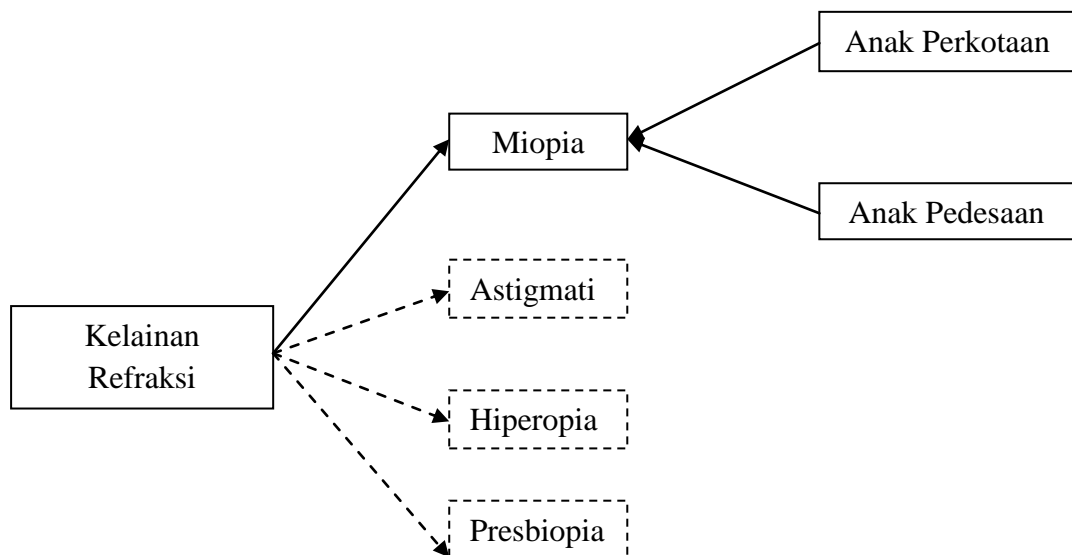 Anak Perkotaan
Miopia
Anak Pedesaan
Astigmati
Kelainan
Refraksi
Hiperopia
Presbiopia